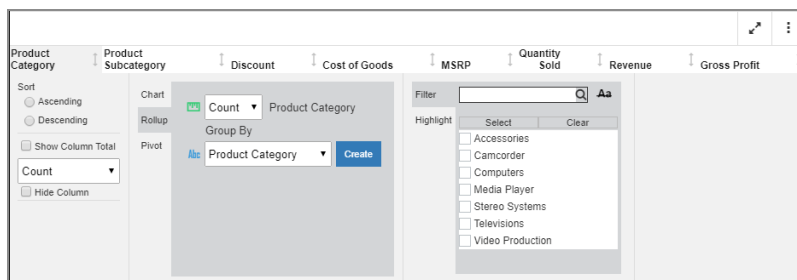 Product Category
Product Subcategory
Discount
Cost of Goods
MSRP
Quantity Sold
Revenue
Gross Profit
Sort
Ascending
Descending
Show Column Total
Count
Hide Column
Chart
Rollup
Pivot
Count Product Category
Group By
Abc Product Category Create
Filter
Aa
Highlight
Select Clear
Accessories
Camcorder
Computers
Media Player
Stereo Systems
Televisions
Video Production